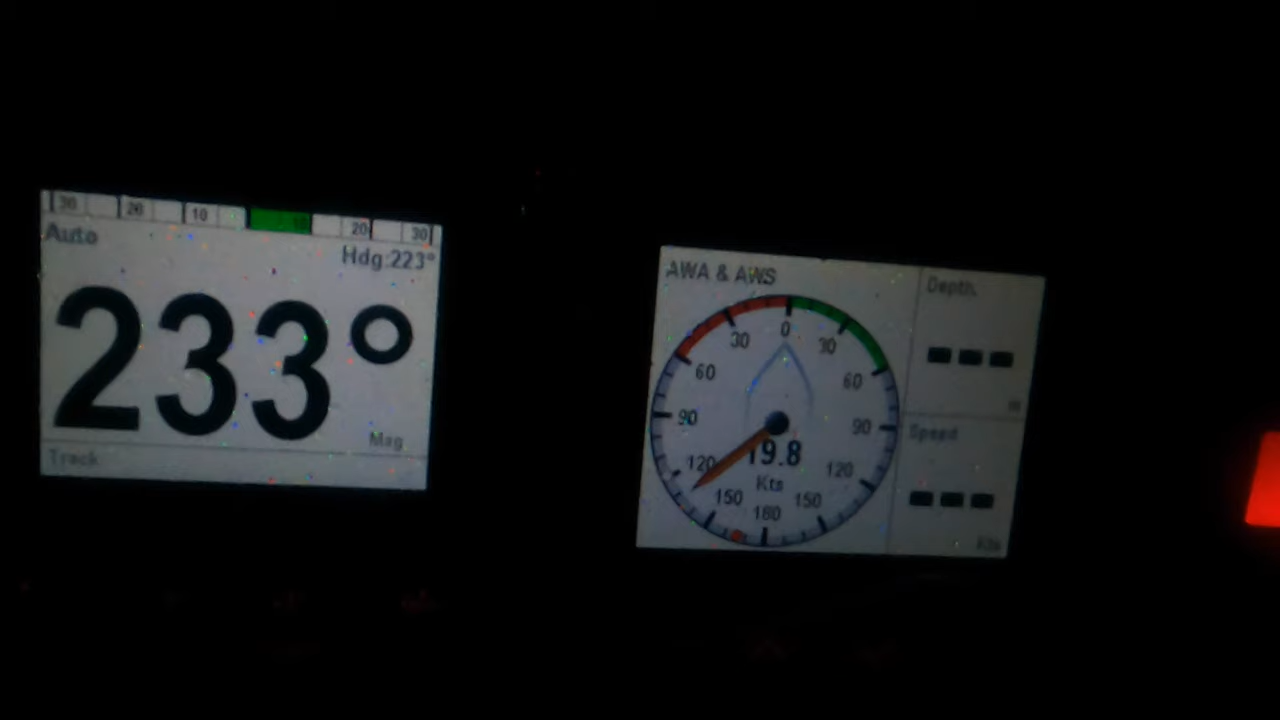 30 20 10 10 20 30
Auto
Hdg:223°
233°
Mag
Track
AWA & AWS
0
30 30
60 60
90 90
120 120
150 150
180
19.8
Kts
Depth
---
m
Speed
---
Kts